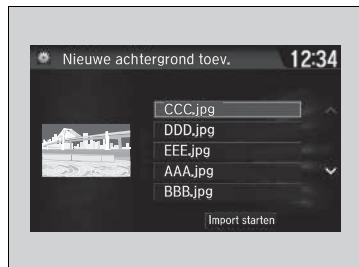 Nieuwe achtergrond toev.
12:34
CCC.jpg
DDD.jpg
EEE.jpg
AAA.jpg
BBB.jpg
Import starten